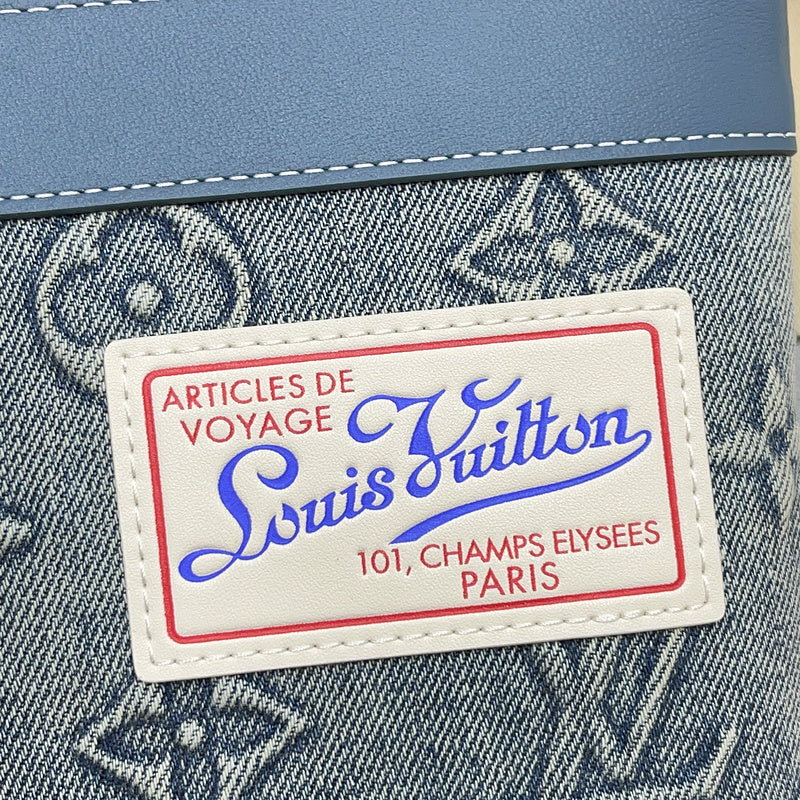 ARTICLES DE
VOYAGE
Louis Vuitton
101, CHAMPS ELYSEES
PARIS